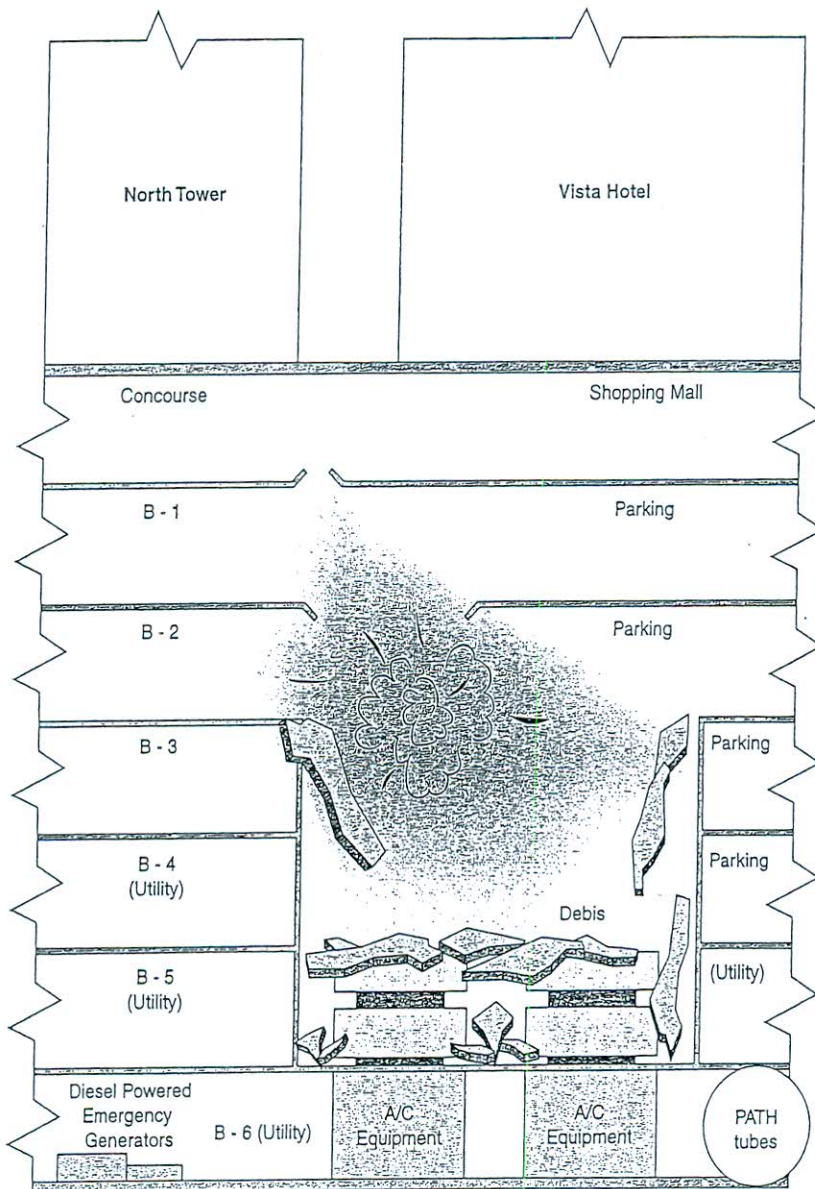 North Tower
Vista Hotel
Concourse
Shopping Mall
B - 1
Parking
B - 2
Parking
B - 3
Parking
B - 4
(Utility)
Parking
Debis
B - 5
(Utility)
(Utility)
Diesel Powered
Emergency
Generators
B - 6 (Utility)
A/C
Equipment
A/C
Equipment
PATH
tubes